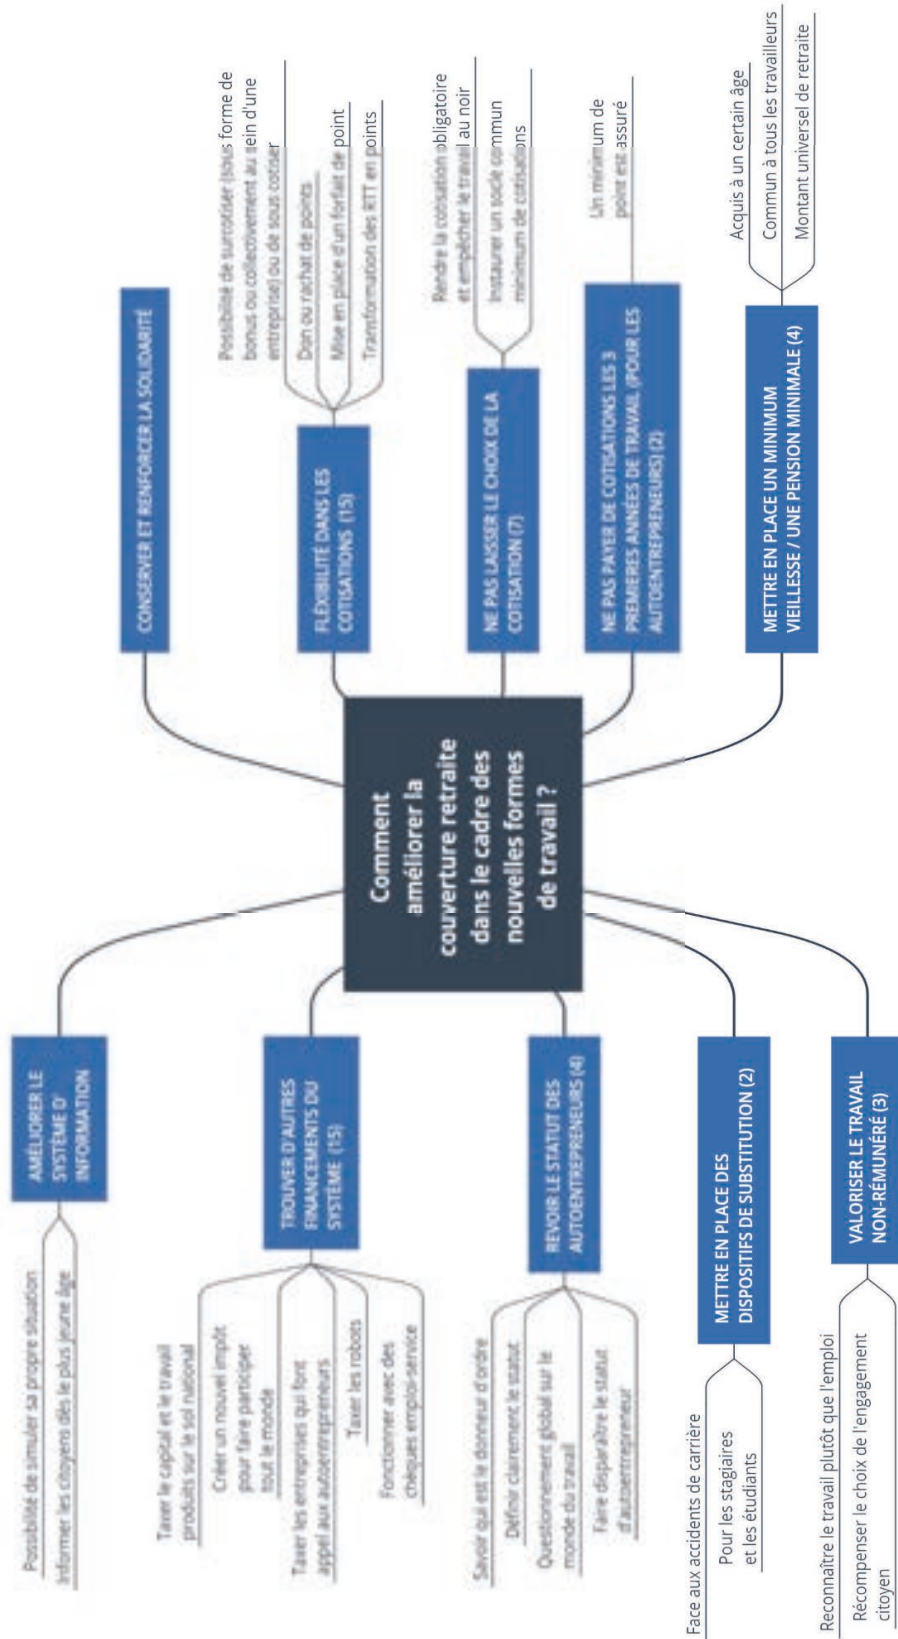 Comment
améliorer la
couverture retraite
dans le cadre des
nouvelles formes
de travail ?
AMÉLIORER LE
SYSTÈME D'
INFORMATION
Possibilité de simuler sa propre situation
Informer les citoyens dès le plus jeune âge
TROUVER D'AUTRES
FINANCEMENTS DU
SYSTÈME (15)
Taxer le capital et le travail
produits sur le sol national
Créer un nouvel impôt
pour faire participer
tout le monde
Taxer les entreprises qui font
appel aux autoentrepreneurs
Taxer les robots
Fonctionner avec des
chèques emploi-service
REVOIR LE STATUT DES
AUTOENTREPRENEURS (4)
Savoir qui est le donneur d'ordre
Définir clairement le statut
Questionnement global sur le
monde du travail
Faire disparaître le statut
d'autoentrepreneur
METTRE EN PLACE DES
DISPOSITIFS DE SUBSTITUTION (2)
Face aux accidents de carrière
Pour les stagiaires
et les étudiants
VALORISER LE TRAVAIL
NON-RÉMUNÉRÉ (3)
Reconnaître le travail plutôt que l'emploi
Récompenser le choix de l'engagement
citoyen
CONSERVER ET RENFORCER LA SOLIDARITÉ
FLÉXIBILITÉ DANS LES
COTISATIONS (15)
Possibilité de surcotiser (sous forme de
bonus ou collectivement au sein d'une
entreprise) ou de sous cotiser
Don ou rachat de points
Mise en place d'un forfait de point
Transformation des RTT en points
NE PAS LAISSER LE CHOIX DE LA
COTISATION (7)
Rendre la cotisation obligatoire
et empêcher le travail au noir
Instaurer un socle commun
minimum de cotisations
NE PAS PAYER DE COTISATIONS LES 3
PREMIERES ANNÉES DE TRAVAIL (POUR LES
AUTOENTREPRENEURS) (2)
Un minimum de
point est assuré
METTRE EN PLACE UN MINIMUM
VIEILLESSE / UNE PENSION MINIMALE (4)
Acquis à un certain âge
Commun à tous les travailleurs
Montant universel de retraite